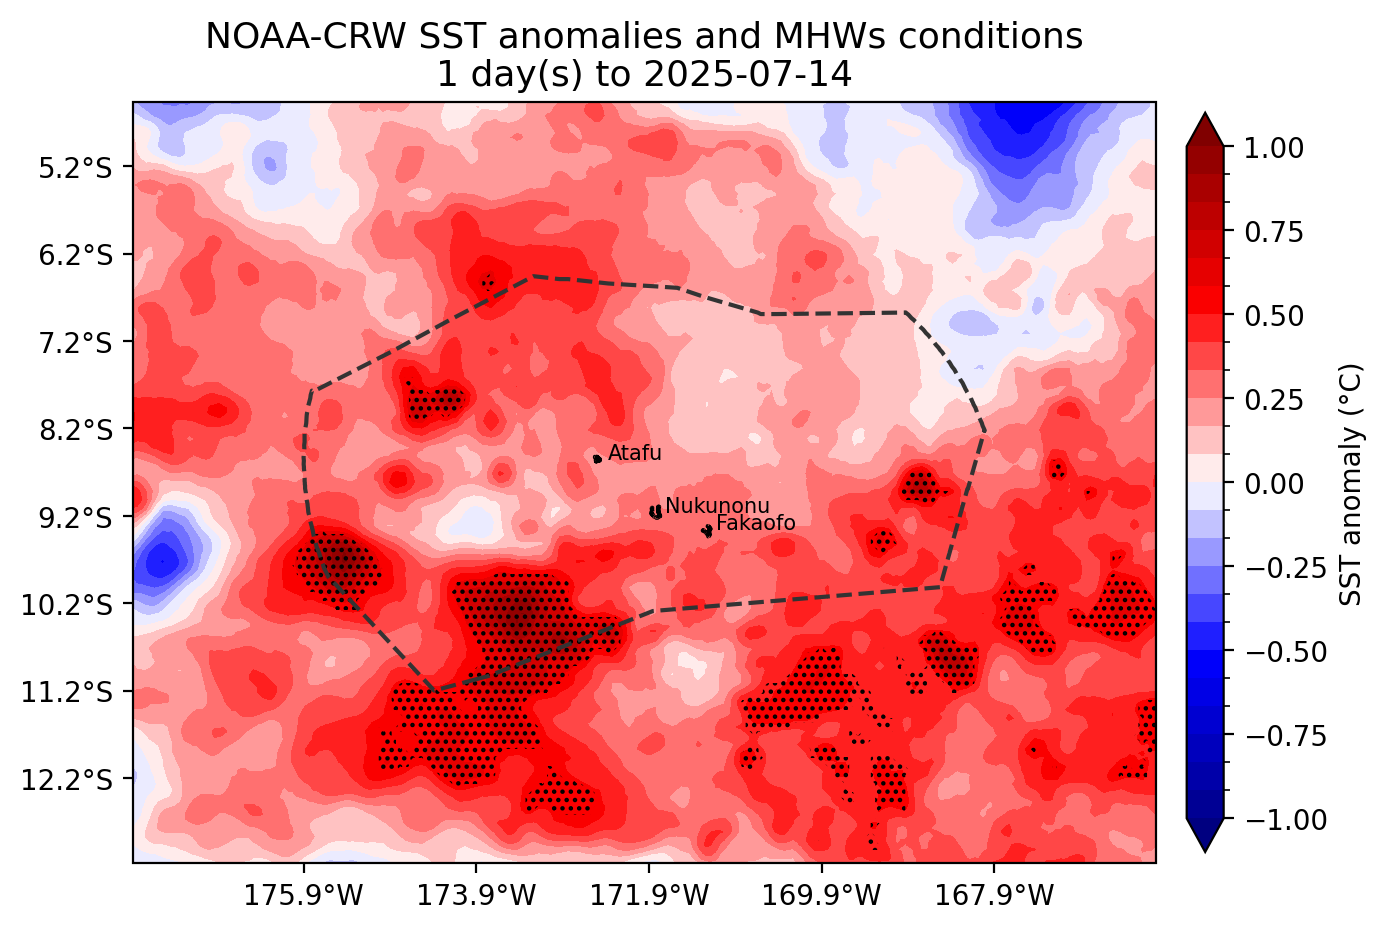 NOAA-CRW SST anomalies and MHWs conditions
1 day(s) to 2025-07-14
5.2°S
6.2°S
7.2°S
8.2°S
9.2°S
10.2°S
11.2°S
12.2°S
Atafu
Nukunonu
Fakaofo
175.9°W
173.9°W
171.9°W
169.9°W
167.9°W
1.00
0.75
0.50
0.25
0.00
−0.25
−0.50
−0.75
−1.00
SST anomaly (°C)